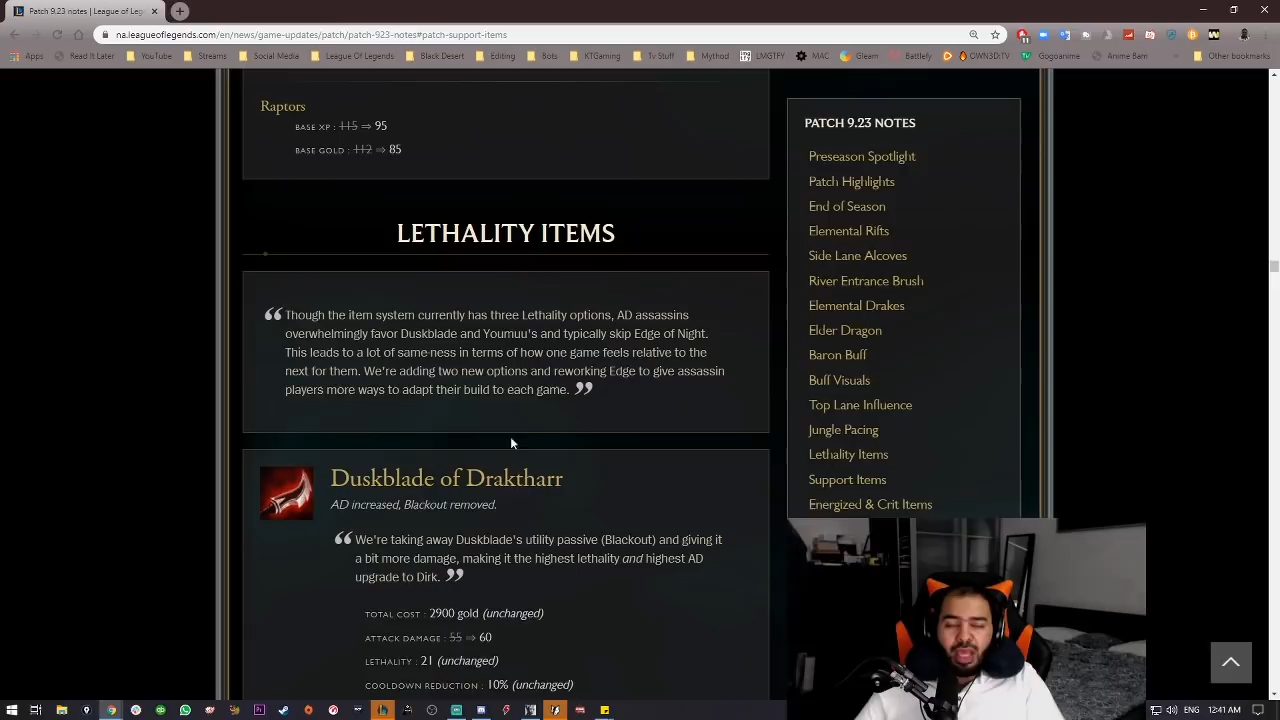 Patch 9.23 notes | League of Leg
na.leagueoflegends.com/en/news/game-updates/patch/patch-923-notes#patch-support-items
Apps
Read It Later
YouTube
Streams
Social Media
League Of Legends
Black Desert
Editing
Bots
KTGaming
Tv Stuff
Mythod
LMGTFY
MAC
Gleam
Battlefy
OWN3D:TV
Gogoanime
Anime Bam
Other bookmarks
Raptors
BASE XP : 115 ⇒ 95
BASE GOLD : 112 ⇒ 85
LETHALITY ITEMS
Though the item system currently has three Lethality options, AD assassins
overwhelmingly favor Duskblade and Youmuu's and typically skip Edge of Night.
This leads to a lot of same-ness in terms of how one game feels relative to the
next for them. We're adding two new options and reworking Edge to give assassin
players more ways to adapt their build to each game.
Duskblade of Draktharr
AD increased, Blackout removed.
We're taking away Duskblade's utility passive (Blackout) and giving it
a bit more damage, making it the highest lethality and highest AD
upgrade to Dirk.
TOTAL COST : 2900 gold (unchanged)
ATTACK DAMAGE : 55 ⇒ 60
LETHALITY : 21 (unchanged)
COOLDOWN REDUCTION : 10% (unchanged)
PATCH 9.23 NOTES
Preseason Spotlight
Patch Highlights
End of Season
Elemental Rifts
Side Lane Alcoves
River Entrance Brush
Elemental Drakes
Elder Dragon
Baron Buff
Buff Visuals
Top Lane Influence
Jungle Pacing
Lethality Items
Support Items
Energized & Crit Items
ENG
12:41 AM